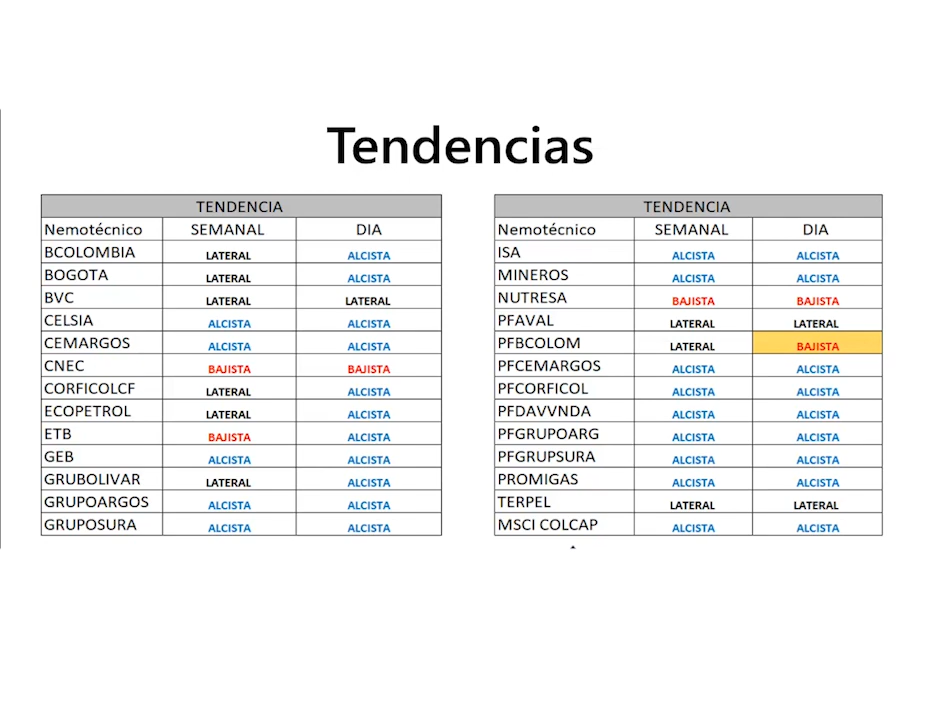 Tendencias
TENDENCIA
Nemotécnico SEMANAL DIA
BCOLOMBIA LATERAL ALCISTA
BOGOTA LATERAL ALCISTA
BVC LATERAL LATERAL
CELSIA ALCISTA ALCISTA
CEMARGOS ALCISTA ALCISTA
CNEC BAJISTA BAJISTA
CORFICOLCF LATERAL ALCISTA
ECOPETROL LATERAL ALCISTA
ETB BAJISTA ALCISTA
GEB ALCISTA ALCISTA
GRUBOLIVAR LATERAL ALCISTA
GRUPOARGOS ALCISTA ALCISTA
GRUPOSURA ALCISTA ALCISTA
TENDENCIA
Nemotécnico SEMANAL DIA
ISA ALCISTA ALCISTA
MINEROS ALCISTA ALCISTA
NUTRESA BAJISTA BAJISTA
PFAVAL LATERAL LATERAL
PFBCOLOM LATERAL BAJISTA
PFCEMARGOS ALCISTA ALCISTA
PFCORFICOL ALCISTA ALCISTA
PFDAVVNDA ALCISTA ALCISTA
PFGRUPOARG ALCISTA ALCISTA
PFGRUPSURA ALCISTA ALCISTA
PROMIGAS ALCISTA ALCISTA
TERPEL LATERAL LATERAL
MSCI COLCAP ALCISTA ALCISTA